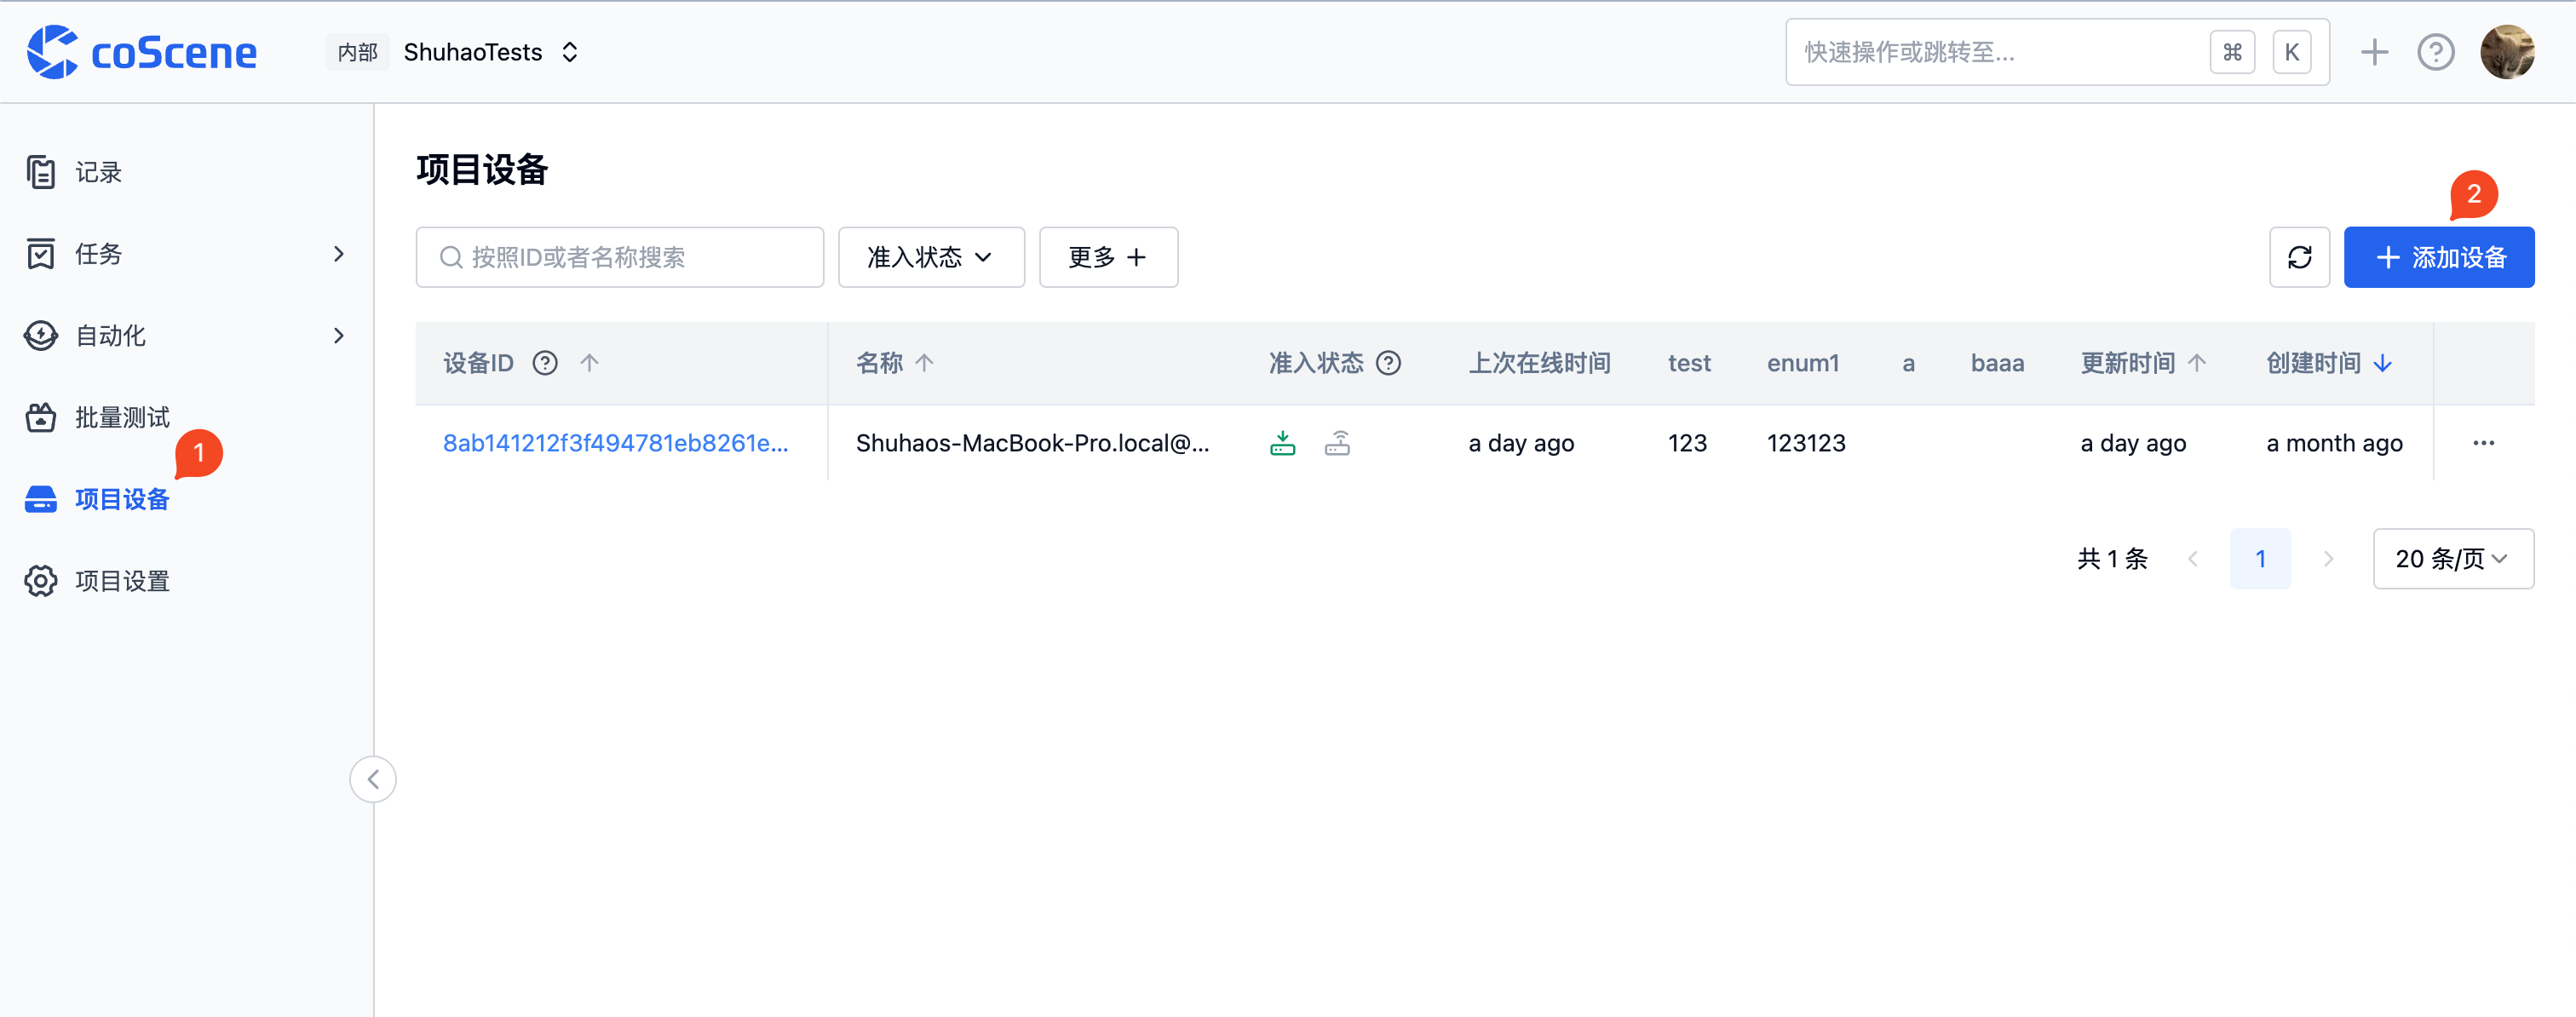 coScene 内部 ShuhaoTests 快速操作或跳转至... ⌘ K
记录
任务
自动化
批量测试
1
项目设备
项目设置
项目设备
2
按照ID或者名称搜索 准入状态 更多 + + 添加设备
设备ID 名称 准入状态 上次在线时间 test enum1 a baaa 更新时间 创建时间
8ab141212f3f494781eb8261e... Shuhaos-MacBook-Pro.local@... a day ago 123 123123 a day ago a month ago ...
共 1 条 1 20 条/页